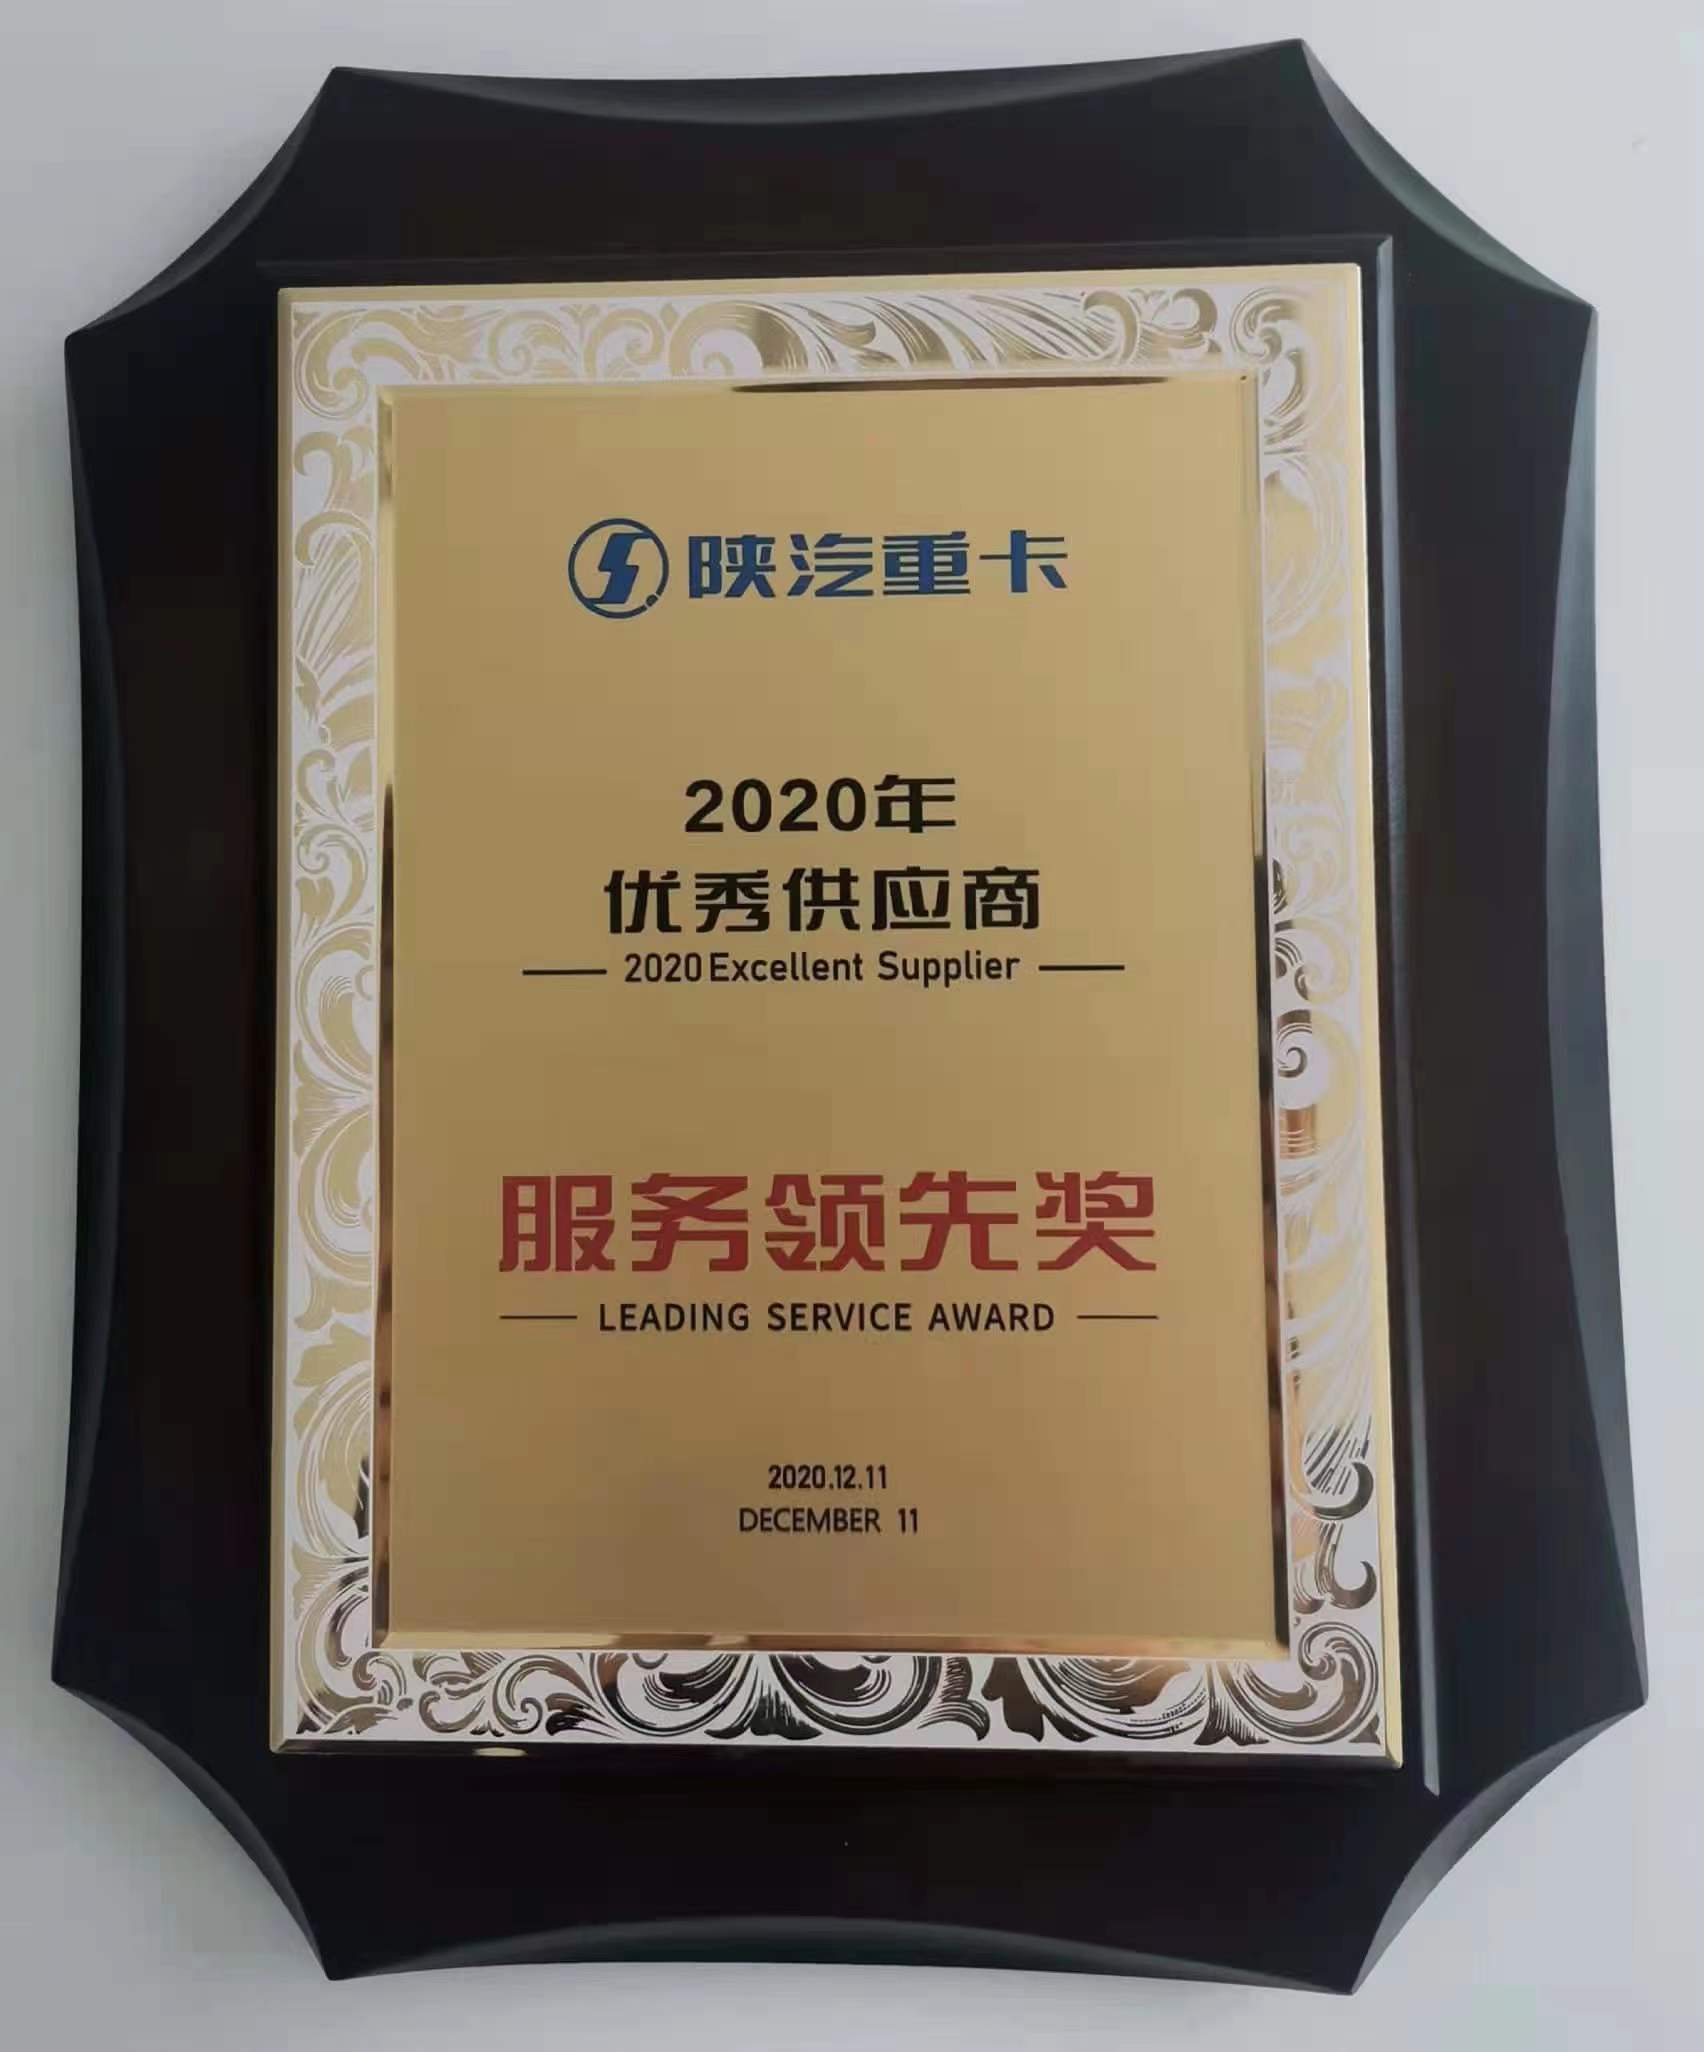 陕汽重卡
2020年
优秀供应商
2020 Excellent Supplier
服务领先奖
LEADING SERVICE AWARD
2020.12.11
DECEMBER 11